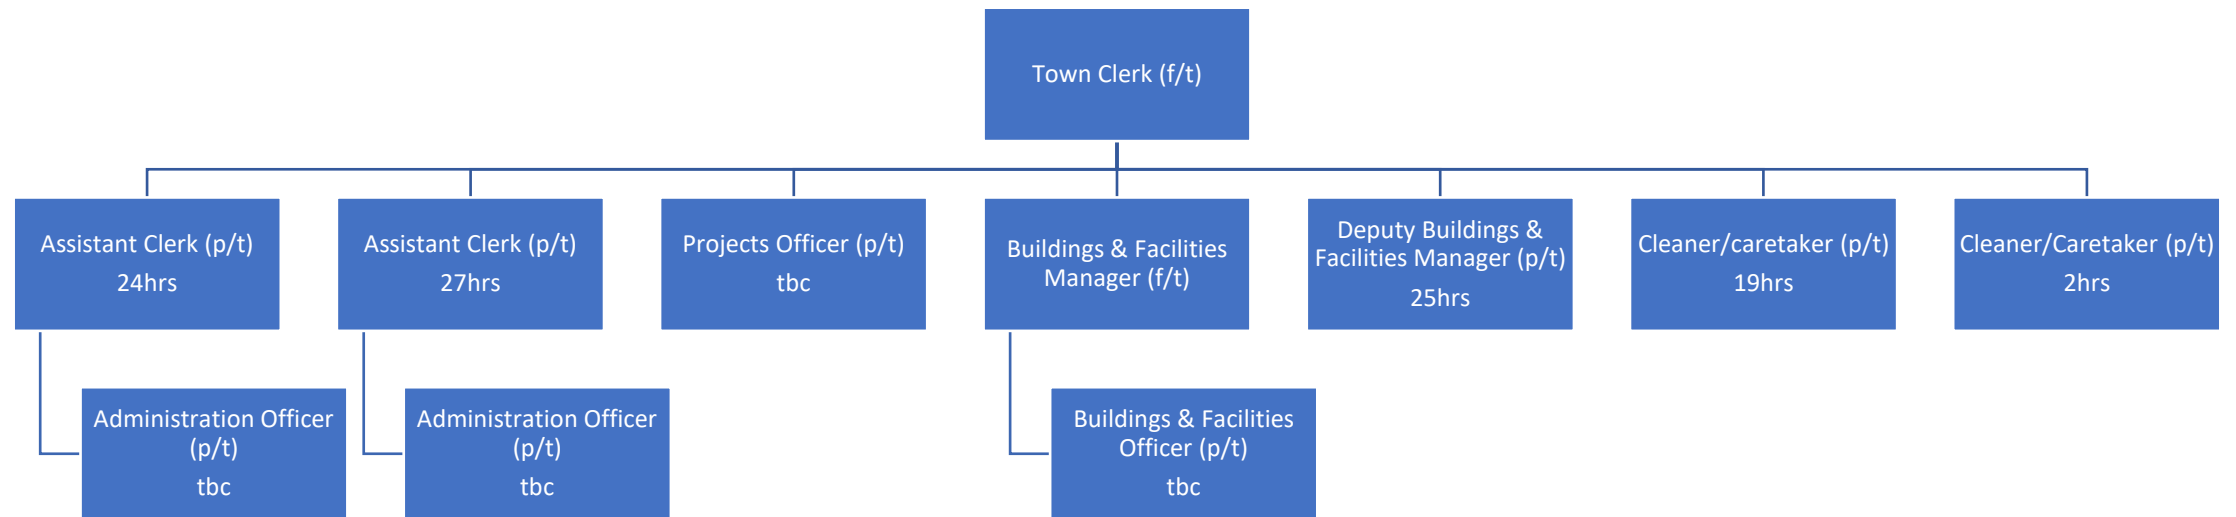 Town Clerk (f/t)
Assistant Clerk (p/t)
24hrs
Assistant Clerk (p/t)
27hrs
Projects Officer (p/t)
tbc
Buildings & Facilities
Manager (f/t)
Deputy Buildings &
Facilities Manager (p/t)
25hrs
Cleaner/caretaker (p/t)
19hrs
Cleaner/Caretaker (p/t)
2hrs
Administration Officer
(p/t)
tbc
Administration Officer
(p/t)
tbc
Buildings & Facilities
Officer (p/t)
tbc